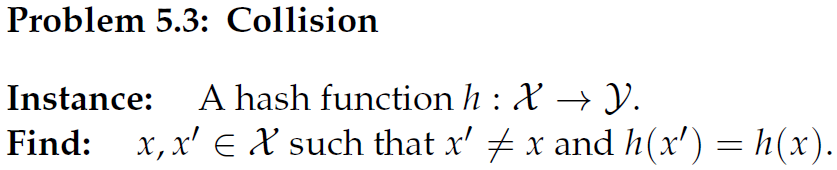 Problem 5.3: Collision
Instance: A hash function h : 𝒳 → 𝒴.
Find: x, x′ ∈ 𝒳 such that x′ ≠ x and h(x′) = h(x).